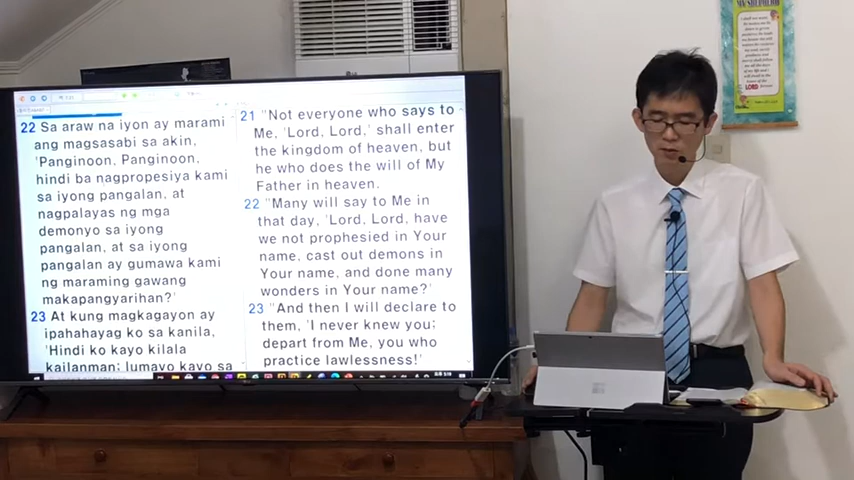 22 Sa araw na iyon ay marami
ang magsasabi sa akin,
'Panginoon, Panginoon,
hindi ba nagpropesiya kami
sa iyong pangalan, at
nagpalayas ng mga
demonyo sa iyong
pangalan, at sa iyong
pangalan ay gumawa kami
ng maraming gawang
makapangyarihan?'
23 At kung magkagayon ay
ipahahayag ko sa kanila,
'Hindi ko kayo kilala
kailanman; lumayo kayo sa
21 "Not everyone who says to
Me, 'Lord, Lord,' shall enter
the kingdom of heaven, but
he who does the will of My
Father in heaven.
22 "Many will say to Me in
that day, 'Lord, Lord, have
we not prophesied in Your
name, cast out demons in
Your name, and done many
wonders in Your name?'
23 "And then I will declare to
them, 'I never knew you;
depart from Me, you who
practice lawlessness!'
MY SHEPHERD
LORD